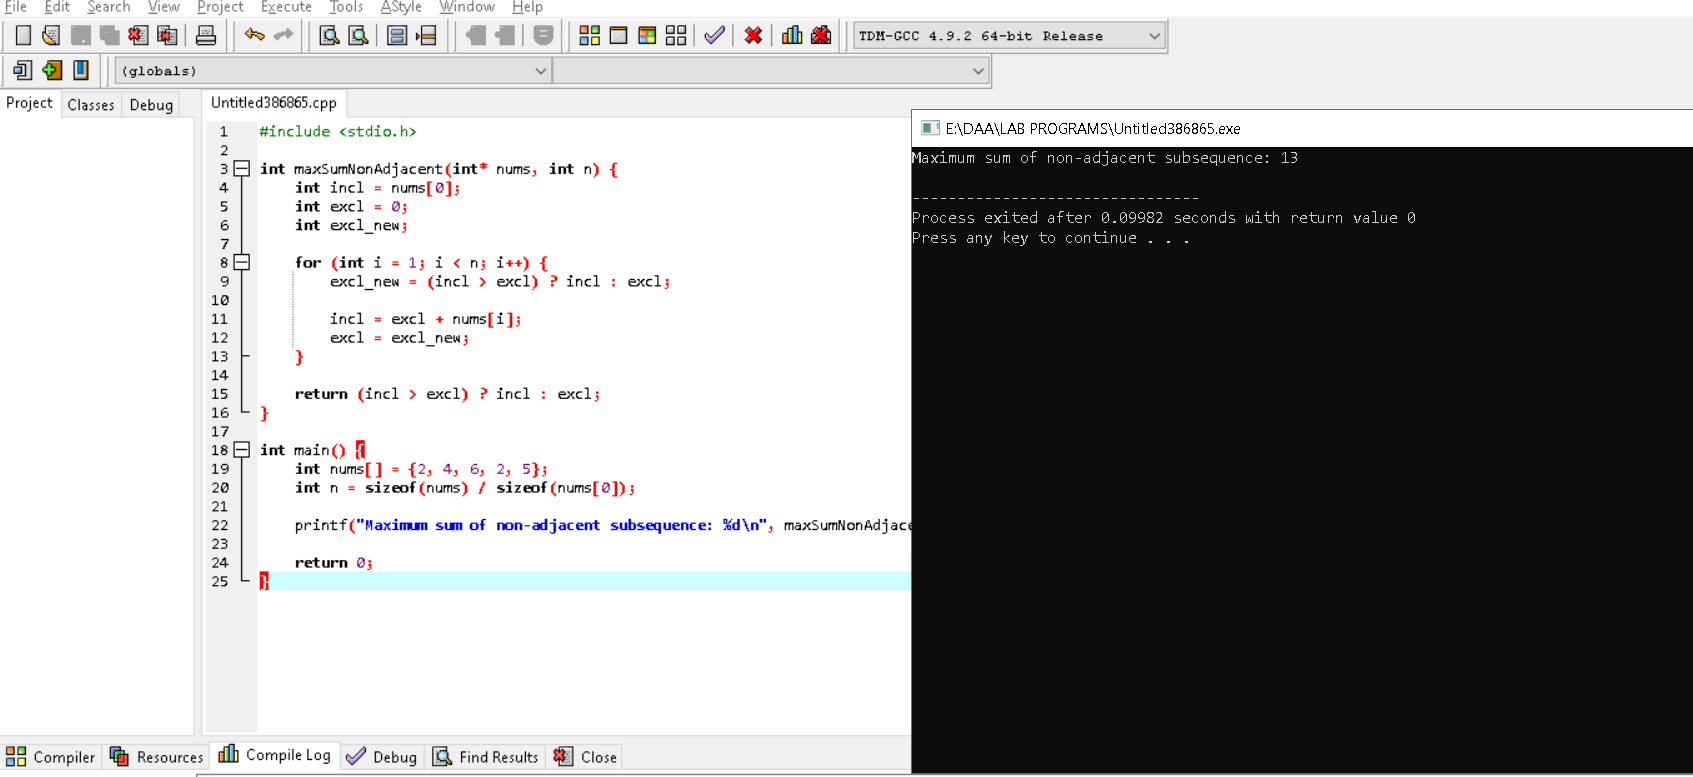 File Edit Search View Project Execute Tools AStyle Window Help
TDM-GCC 4.9.2 64-bit Release
(globals)
Project Classes Debug
Untitled386865.cpp
1 #include <stdio.h>
2
3 int maxSumNonAdjacent(int* nums, int n) {
4 int incl = nums[0];
5 int excl = 0;
6 int excl_new;
7
8 for (int i = 1; i < n; i++) {
9 excl_new = (incl > excl) ? incl : excl;
10
11 incl = excl + nums[i];
12 excl = excl_new;
13 }
14
15 return (incl > excl) ? incl : excl;
16 }
17
18 int main() {
19 int nums[] = {2, 4, 6, 2, 5};
20 int n = sizeof(nums) / sizeof(nums[0]);
21
22 printf("Maximum sum of non-adjacent subsequence: %d\n", maxSumNonAdjace
23
24 return 0;
25 }
E:\DAA\LAB PROGRAMS\Untitled386865.exe
Maximum sum of non-adjacent subsequence: 13
--------------------------------
Process exited after 0.09982 seconds with return value 0
Press any key to continue . . .
Compiler Resources Compile Log Debug Find Results Close